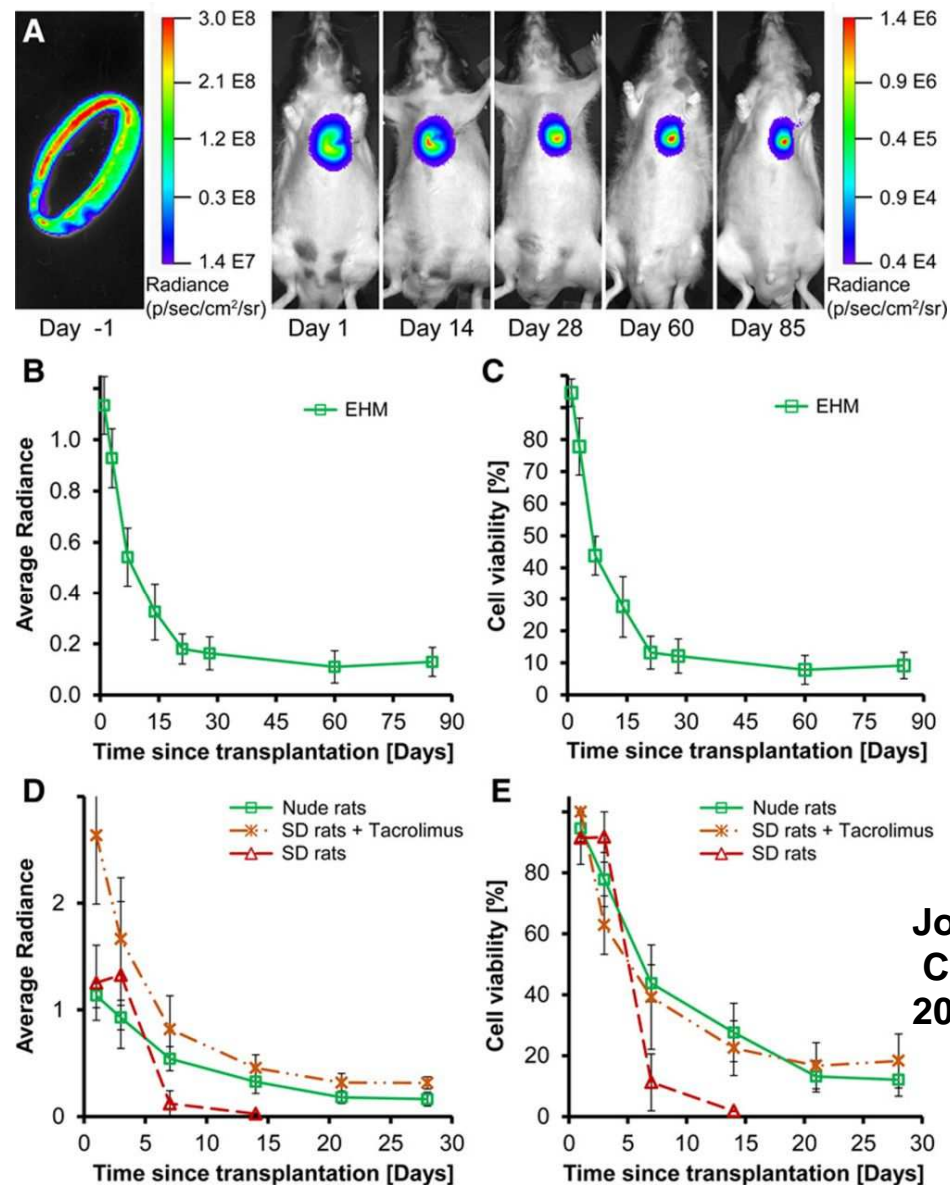 A
3.0 E8
2.1 E8
1.2 E8
0.3 E8
1.4 E7
Radiance
(p/sec/cm²/sr)
1.4 E6
0.9 E6
0.4 E5
0.9 E4
0.4 E4
Radiance
(p/sec/cm²/sr)
Day -1
Day 1
Day 14
Day 28
Day 60
Day 85
B
EHM
Average Radiance
1.0
0.8
0.6
0.4
0.2
0.0
0 15 30 45 60 75 90
Time since transplantation [Days]
C
EHM
Cell viability [%]
80
70
60
50
40
30
20
10
0
0 15 30 45 60 75 90
Time since transplantation [Days]
D
Nude rats
SD rats + Tacrolimus
SD rats
Average Radiance
2
1
0
0 5 10 15 20 25 30
Time since transplantation [Days]
E
Nude rats
SD rats + Tacrolimus
SD rats
Cell viability [%]
80
60
40
20
0
0 5 10 15 20 25 30
Time since transplantation [Days]
Jo
C
20